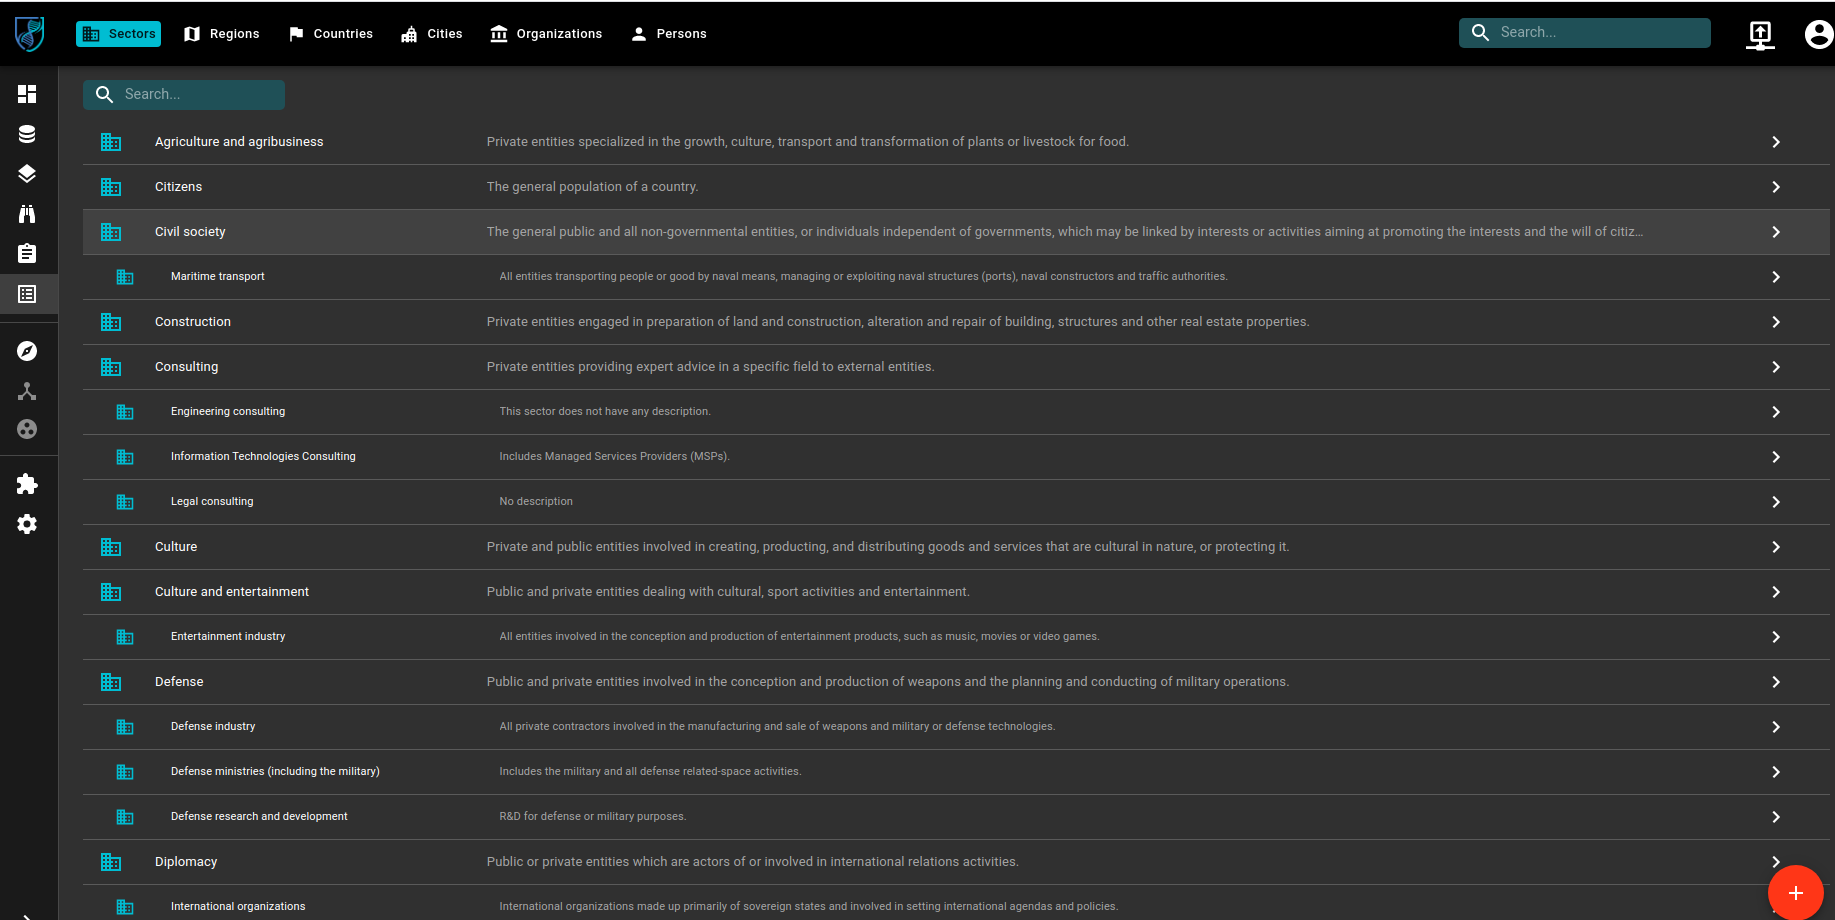 Sectors Regions Countries Cities Organizations Persons Search...
Search...
Agriculture and agribusiness Private entities specialized in the growth, culture, transport and transformation of plants or livestock for food.
Citizens The general population of a country.
Civil society The general public and all non-governmental entities, or individuals independent of governments, which may be linked by interests or activities aiming at promoting the interests and the will of citiz...
Maritime transport All entities transporting people or good by naval means, managing or exploiting naval structures (ports), naval constructors and traffic authorities.
Construction Private entities engaged in preparation of land and construction, alteration and repair of building, structures and other real estate properties.
Consulting Private entities providing expert advice in a specific field to external entities.
Engineering consulting This sector does not have any description.
Information Technologies Consulting Includes Managed Services Providers (MSPs).
Legal consulting No description
Culture Private and public entities involved in creating, producting, and distributing goods and services that are cultural in nature, or protecting it.
Culture and entertainment Public and private entities dealing with cultural, sport activities and entertainment.
Entertainment industry All entities involved in the conception and production of entertainment products, such as music, movies or video games.
Defense Public and private entities involved in the conception and production of weapons and the planning and conducting of military operations.
Defense industry All private contractors involved in the manufacturing and sale of weapons and military or defense technologies.
Defense ministries (including the military) Includes the military and all defense related-space activities.
Defense research and development R&D for defense or military purposes.
Diplomacy Public or private entities which are actors of or involved in international relations activities.
International organizations International organizations made up primarily of sovereign states and involved in setting international agendas and policies.